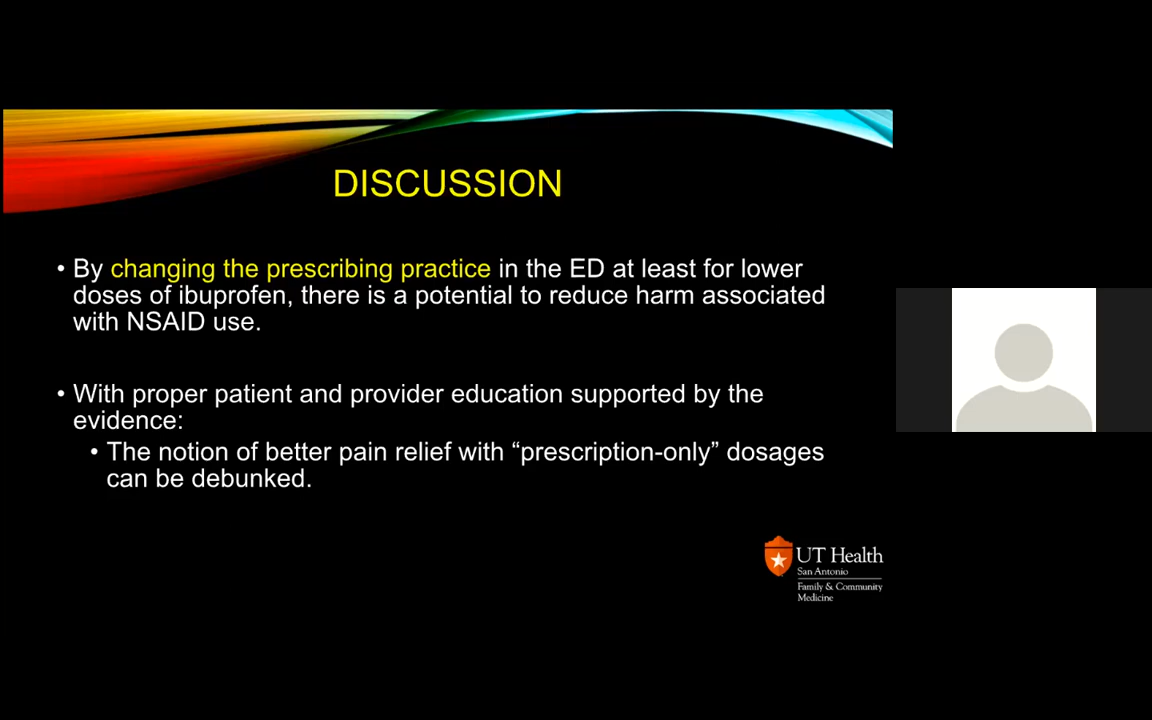 DISCUSSION
• By changing the prescribing practice in the ED at least for lower
doses of ibuprofen, there is a potential to reduce harm associated
with NSAID use.
• With proper patient and provider education supported by the
evidence:
• The notion of better pain relief with “prescription-only” dosages
can be debunked.
UT Health
San Antonio
Family & Community
Medicine